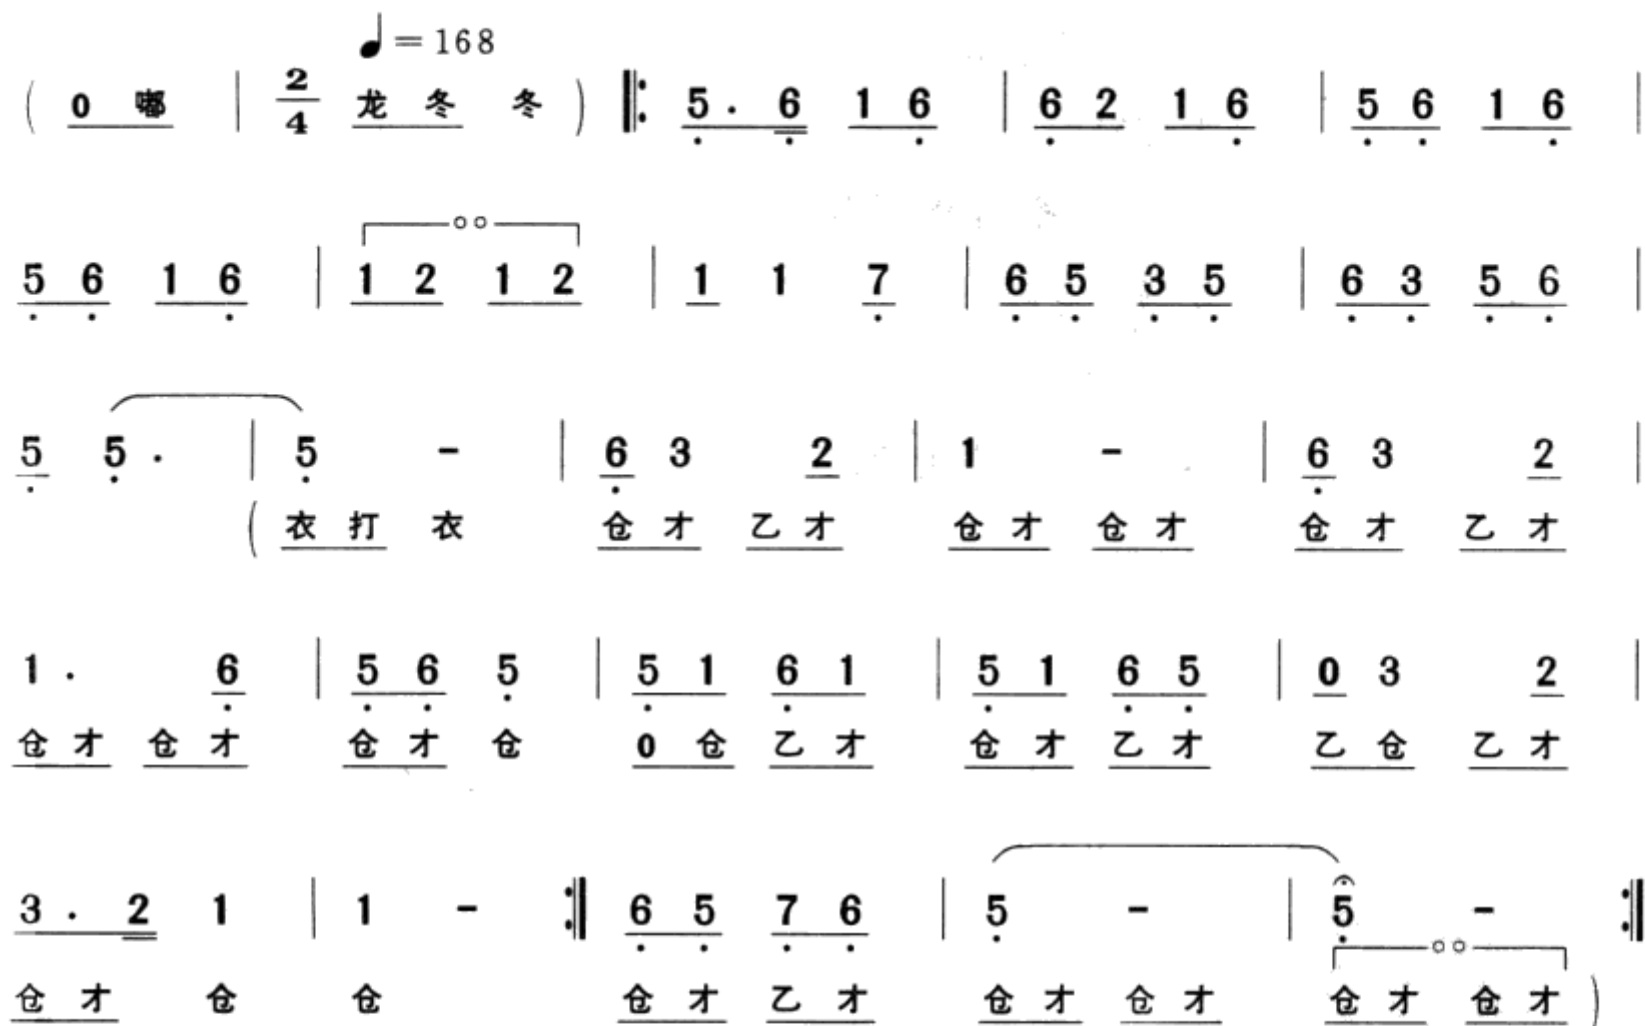 ♩= 168
( 0 嘟 | 2/4 龙 冬 冬 ) ‖: 5 . 6 1 6 | 6 2 1 6 | 5 6 1 6 |
5 6 1 6 | 1 2 1 2 | 1 1 7 | 6 5 3 5 | 6 3 5 6 |
5 5 . | 5 - | 6 3 2 | 1 - | 6 3 2 |
( 衣 打 衣 仓 才 乙 才 仓 才 仓 才 仓 才 乙 才
1 . 6 | 5 6 5 | 5 1 6 1 | 5 1 6 5 | 0 3 2 |
仓 才 仓 才 仓 才 仓 0 仓 乙 才 仓 才 乙 才 乙 仓 乙 才
3 . 2 1 | 1 - :‖ 6 5 7 6 | 5 - | 5 - :‖
仓 才 仓 仓 仓 才 乙 才 仓 才 仓 才 仓 才 仓 才 )